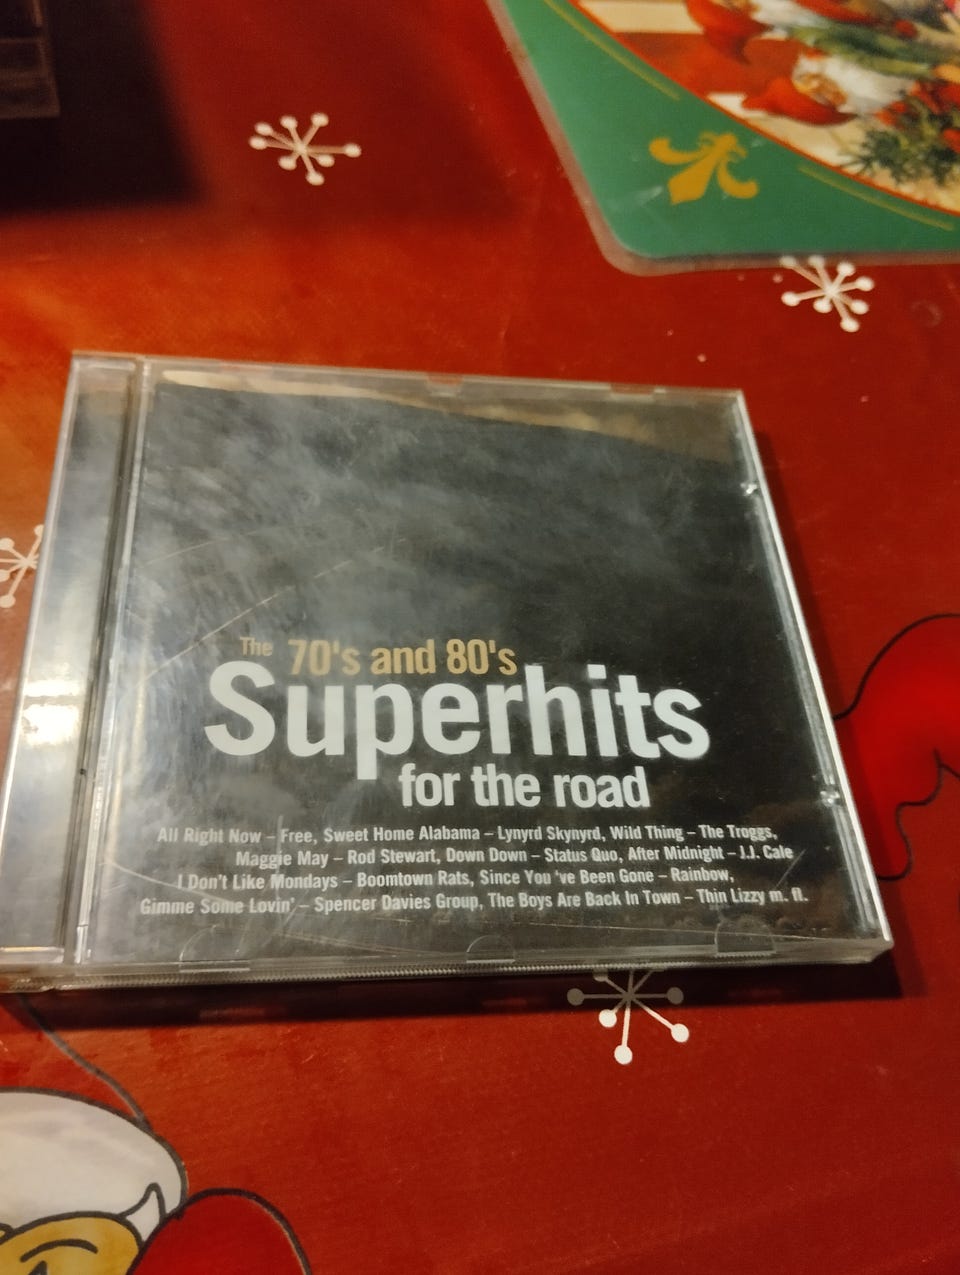 The 70's and 80's
Superhits
for the road
All Right Now – Free, Sweet Home Alabama – Lynyrd Skynyrd, Wild Thing – The Troggs,
Maggie May – Rod Stewart, Down Down – Status Quo, After Midnight – J.J. Cale
I Don't Like Mondays – Boomtown Rats, Since You 've Been Gone – Rainbow,
Gimme Some Lovin' – Spencer Davies Group, The Boys Are Back In Town – Thin Lizzy m. fl.